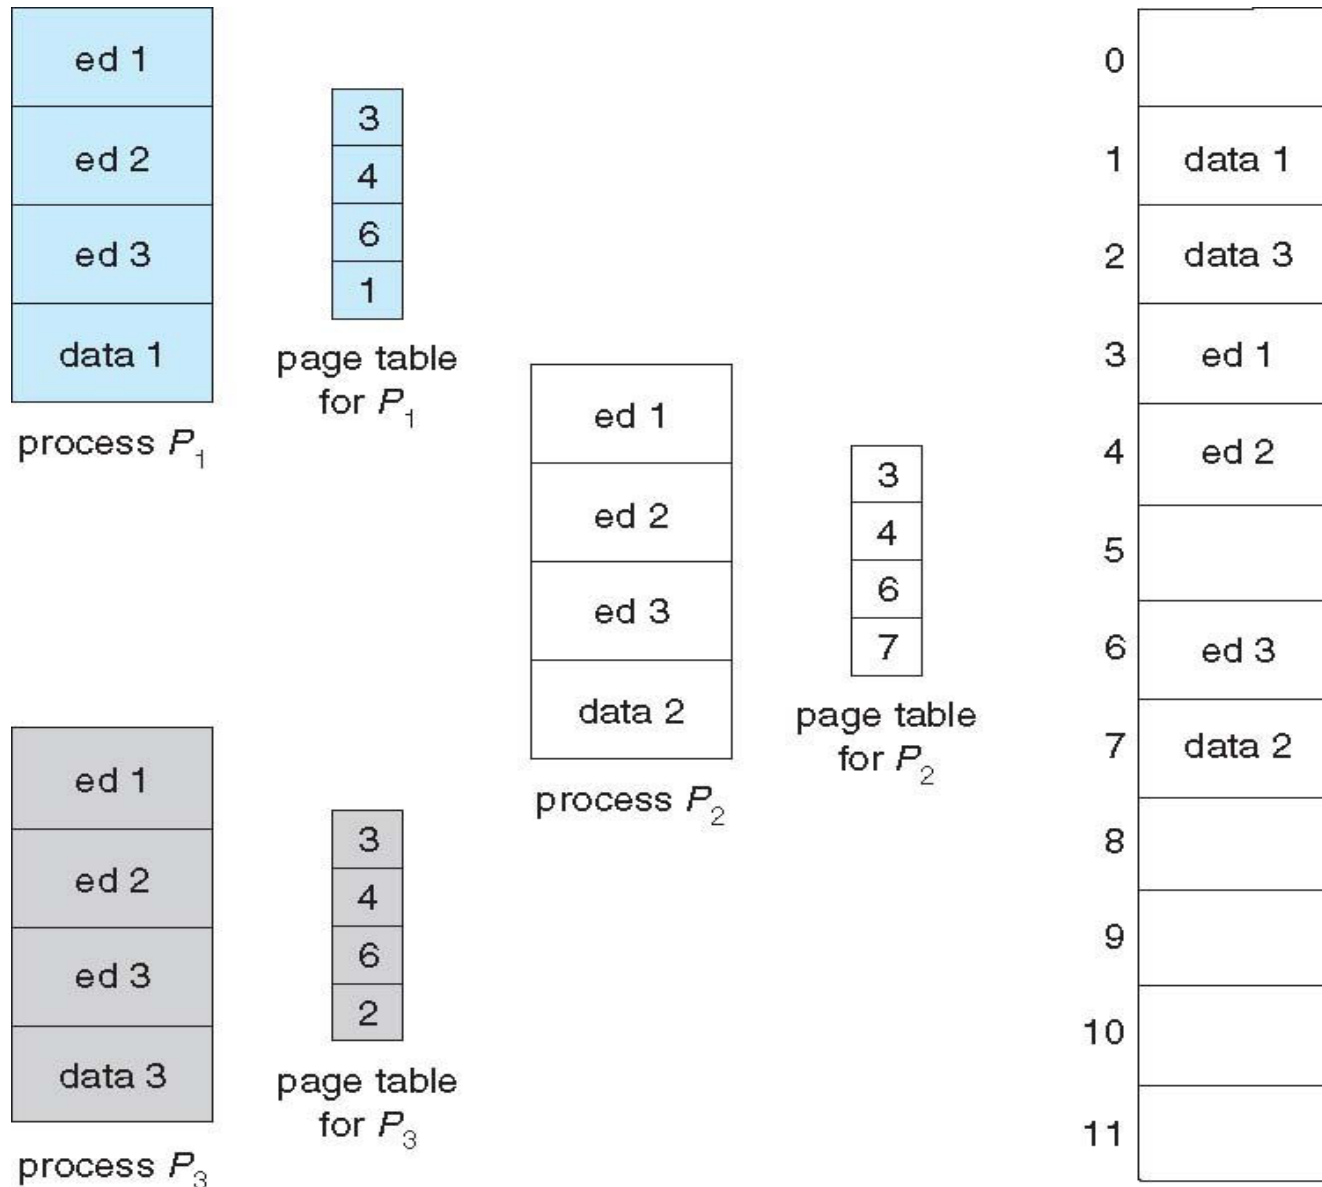 ed 1
ed 2
ed 3
data 1
process P1
3
4
6
1
page table
for P1
ed 1
ed 2
ed 3
data 2
process P2
3
4
6
7
page table
for P2
ed 1
ed 2
ed 3
data 3
process P3
3
4
6
2
page table
for P3
0
1 data 1
2 data 3
3 ed 1
4 ed 2
5
6 ed 3
7 data 2
8
9
10
11